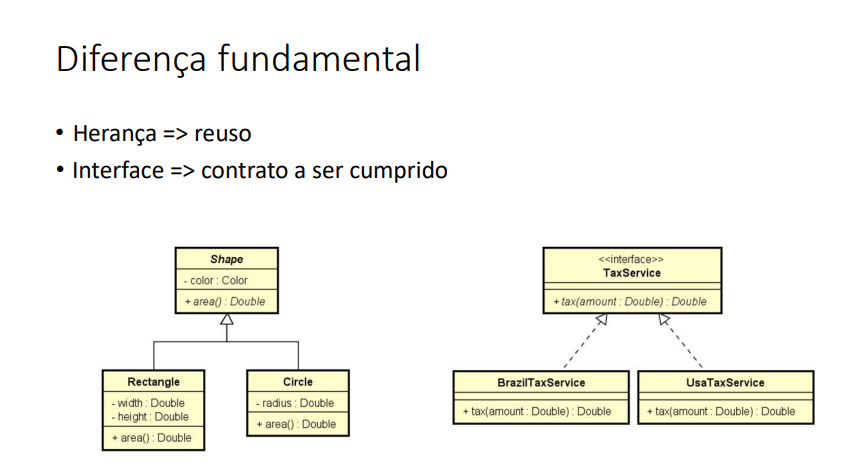 Diferença fundamental
• Herança => reuso
• Interface => contrato a ser cumprido
Shape
- color : Color
+ area() : Double
Rectangle
- width : Double
- height : Double
+ area() : Double
Circle
- radius : Double
+ area() : Double
<<interface>>
TaxService
+ tax(amount : Double) : Double
BrazilTaxService
+ tax(amount : Double) : Double
UsaTaxService
+ tax(amount : Double) : Double